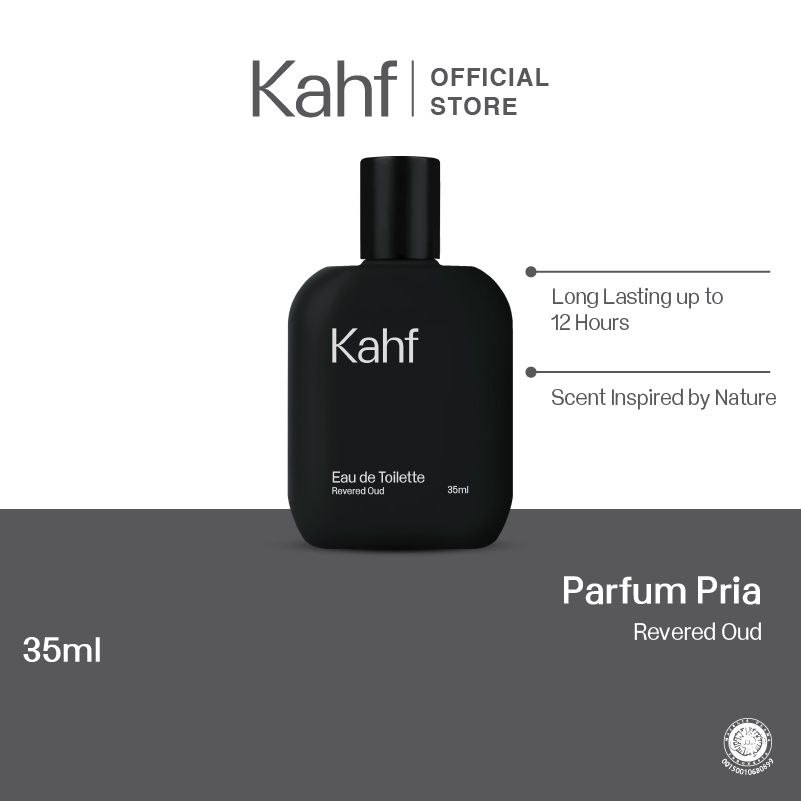 Kahf
OFFICIAL
STORE
Long Lasting up to
12 Hours
Scent Inspired by Nature
Kahf
Eau de Toilette
Revered Oud
35ml
Parfum Pria
Revered Oud
35ml